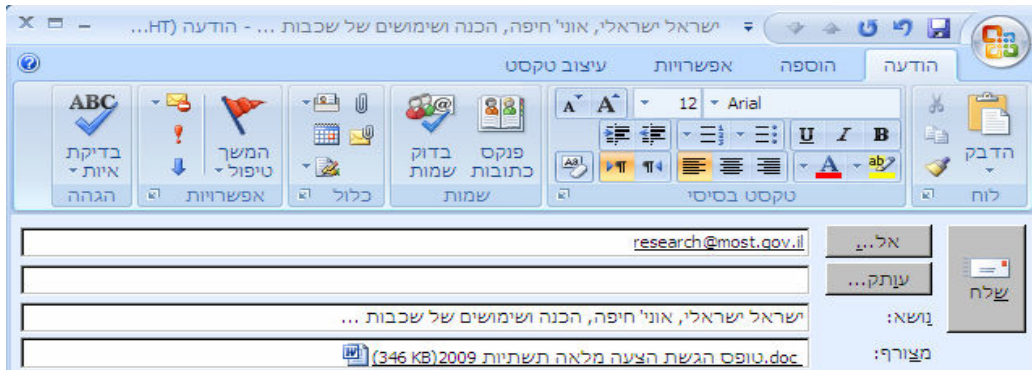 ישראל ישראלי, אוני' חיפה, הכנה ושימושים של שכבות ... - הודעה (HT...
הודעה הוספה אפשרויות עיצוב טקסט
Arial 12 A A ABC
B I U
הדבק פנקס כתובות בדוק שמות המשך טיפול בדיקת איות
ab A Aあ
לוח טקסט בסיסי שמות כלול אפשרויות הגהה
אל... research@most.gov.il
שלח
עותק...
נושא: ישראל ישראלי, אוני' חיפה, הכנה ושימושים של שכבות ...
מצורף: טופס הגשת הצעה מלאה תשתיות 2009.doc (346 KB)